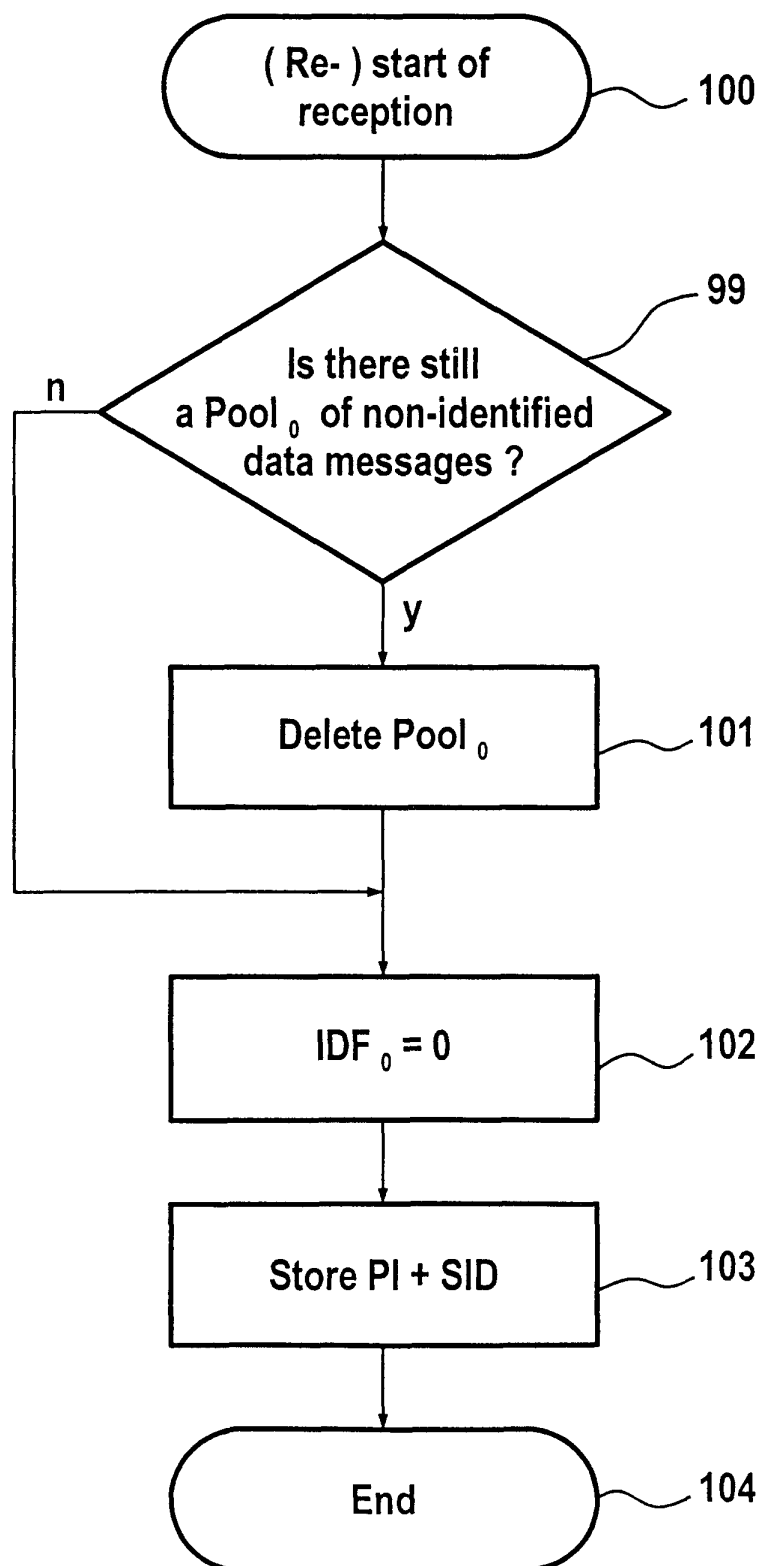 ( Re- ) start of
reception
100
99
Is there still
n
a Pool ₀ of non-identified
data messages ?
y
Delete Pool ₀
101
IDF ₀ = 0
102
Store PI + SID
103
End
104